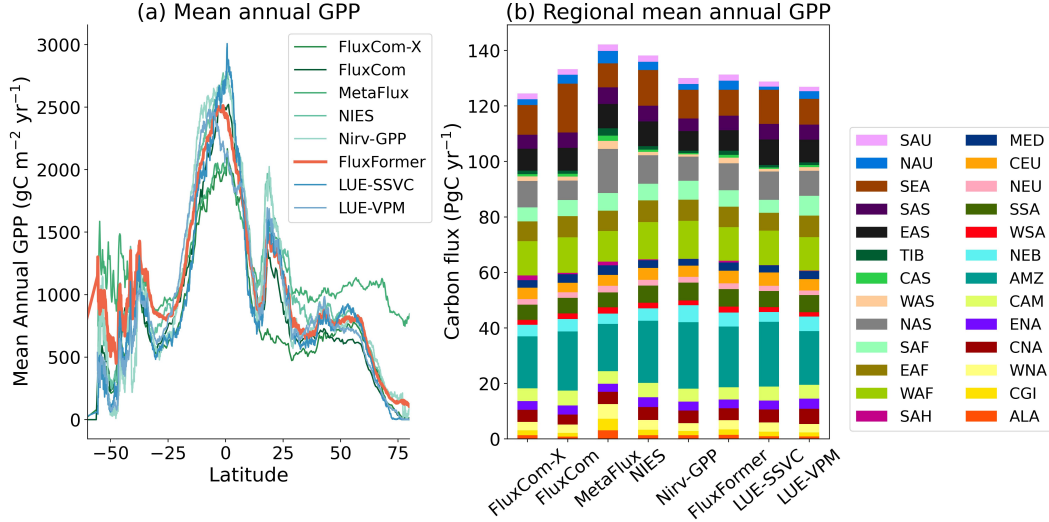 (a) Mean annual GPP
Mean Annual GPP (gC m⁻² yr⁻¹)
3000
2500
2000
1500
1000
500
0
−50
−25
0
25
50
75
Latitude
FluxCom-X
FluxCom
MetaFlux
NIES
Nirv-GPP
FluxFormer
LUE-SSVC
LUE-VPM
(b) Regional mean annual GPP
Carbon flux (PgC yr⁻¹)
140
120
100
80
60
40
20
0
FluxCom-X
FluxCom
MetaFlux
NIES
Nirv-GPP
FluxFormer
LUE-SSVC
LUE-VPM
SAU
NAU
SEA
SAS
EAS
TIB
CAS
WAS
NAS
SAF
EAF
WAF
SAH
MED
CEU
NEU
SSA
WSA
NEB
AMZ
CAM
ENA
CNA
WNA
CGI
ALA